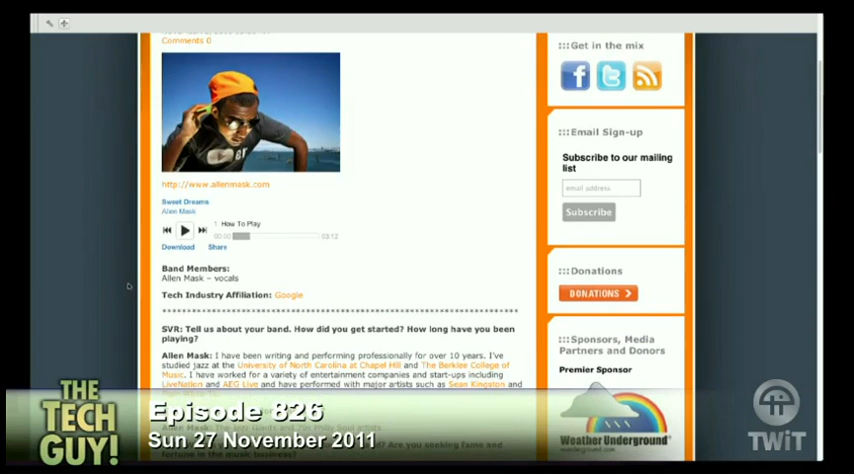 Comments 0
http://www.allenmask.com
Sweet Dreams
Allen Mask
1 How To Play
00:00
03:12
Download Share
Band Members:
Allen Mask – vocals
Tech Industry Affiliation: Google
SVR: Tell us about your band. How did you get started? How long have you been
playing?
Allen Mask: I have been writing and performing professionally for over 10 years. I've
studied jazz at the University of North Carolina at Chapel Hill and The Berklee College of
Music. I have worked for a variety of entertainment companies and start-ups including
LiveNation and AEG Live and have performed with major artists such as Sean Kingston and
:::Get in the mix
:::Email Sign-up
Subscribe to our mailing
list
email address
Subscribe
:::Donations
DONATIONS
:::Sponsors, Media
Partners and Donors
Premier Sponsor
Weather Underground®
wunderground.com
THE
TECH
GUY!
Episode 826
Sun 27 November 2011
TWiT